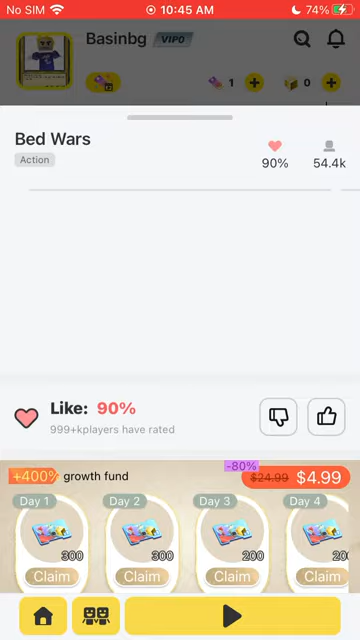 No SIM 10:45 AM 74%
Basinbg VIP0
1 0
Bed Wars
Action
90% 54.4k
Like: 90%
999+kplayers have rated
+400% growth fund -80% $24.99 $4.99
Day 1 Day 2 Day 3 Day 4
300 300 200 200
Claim Claim Claim Claim